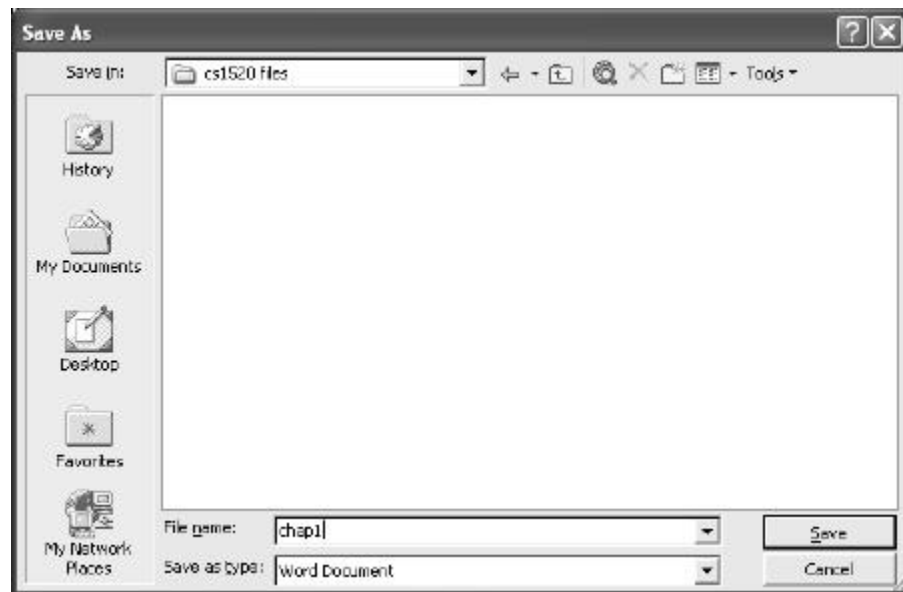 Save As
Save in:
cs1520 files
Tools
History
My Documents
Desktop
Favorites
My Network
Places
File name:
chap1
Save
Save as type:
Word Document
Cancel